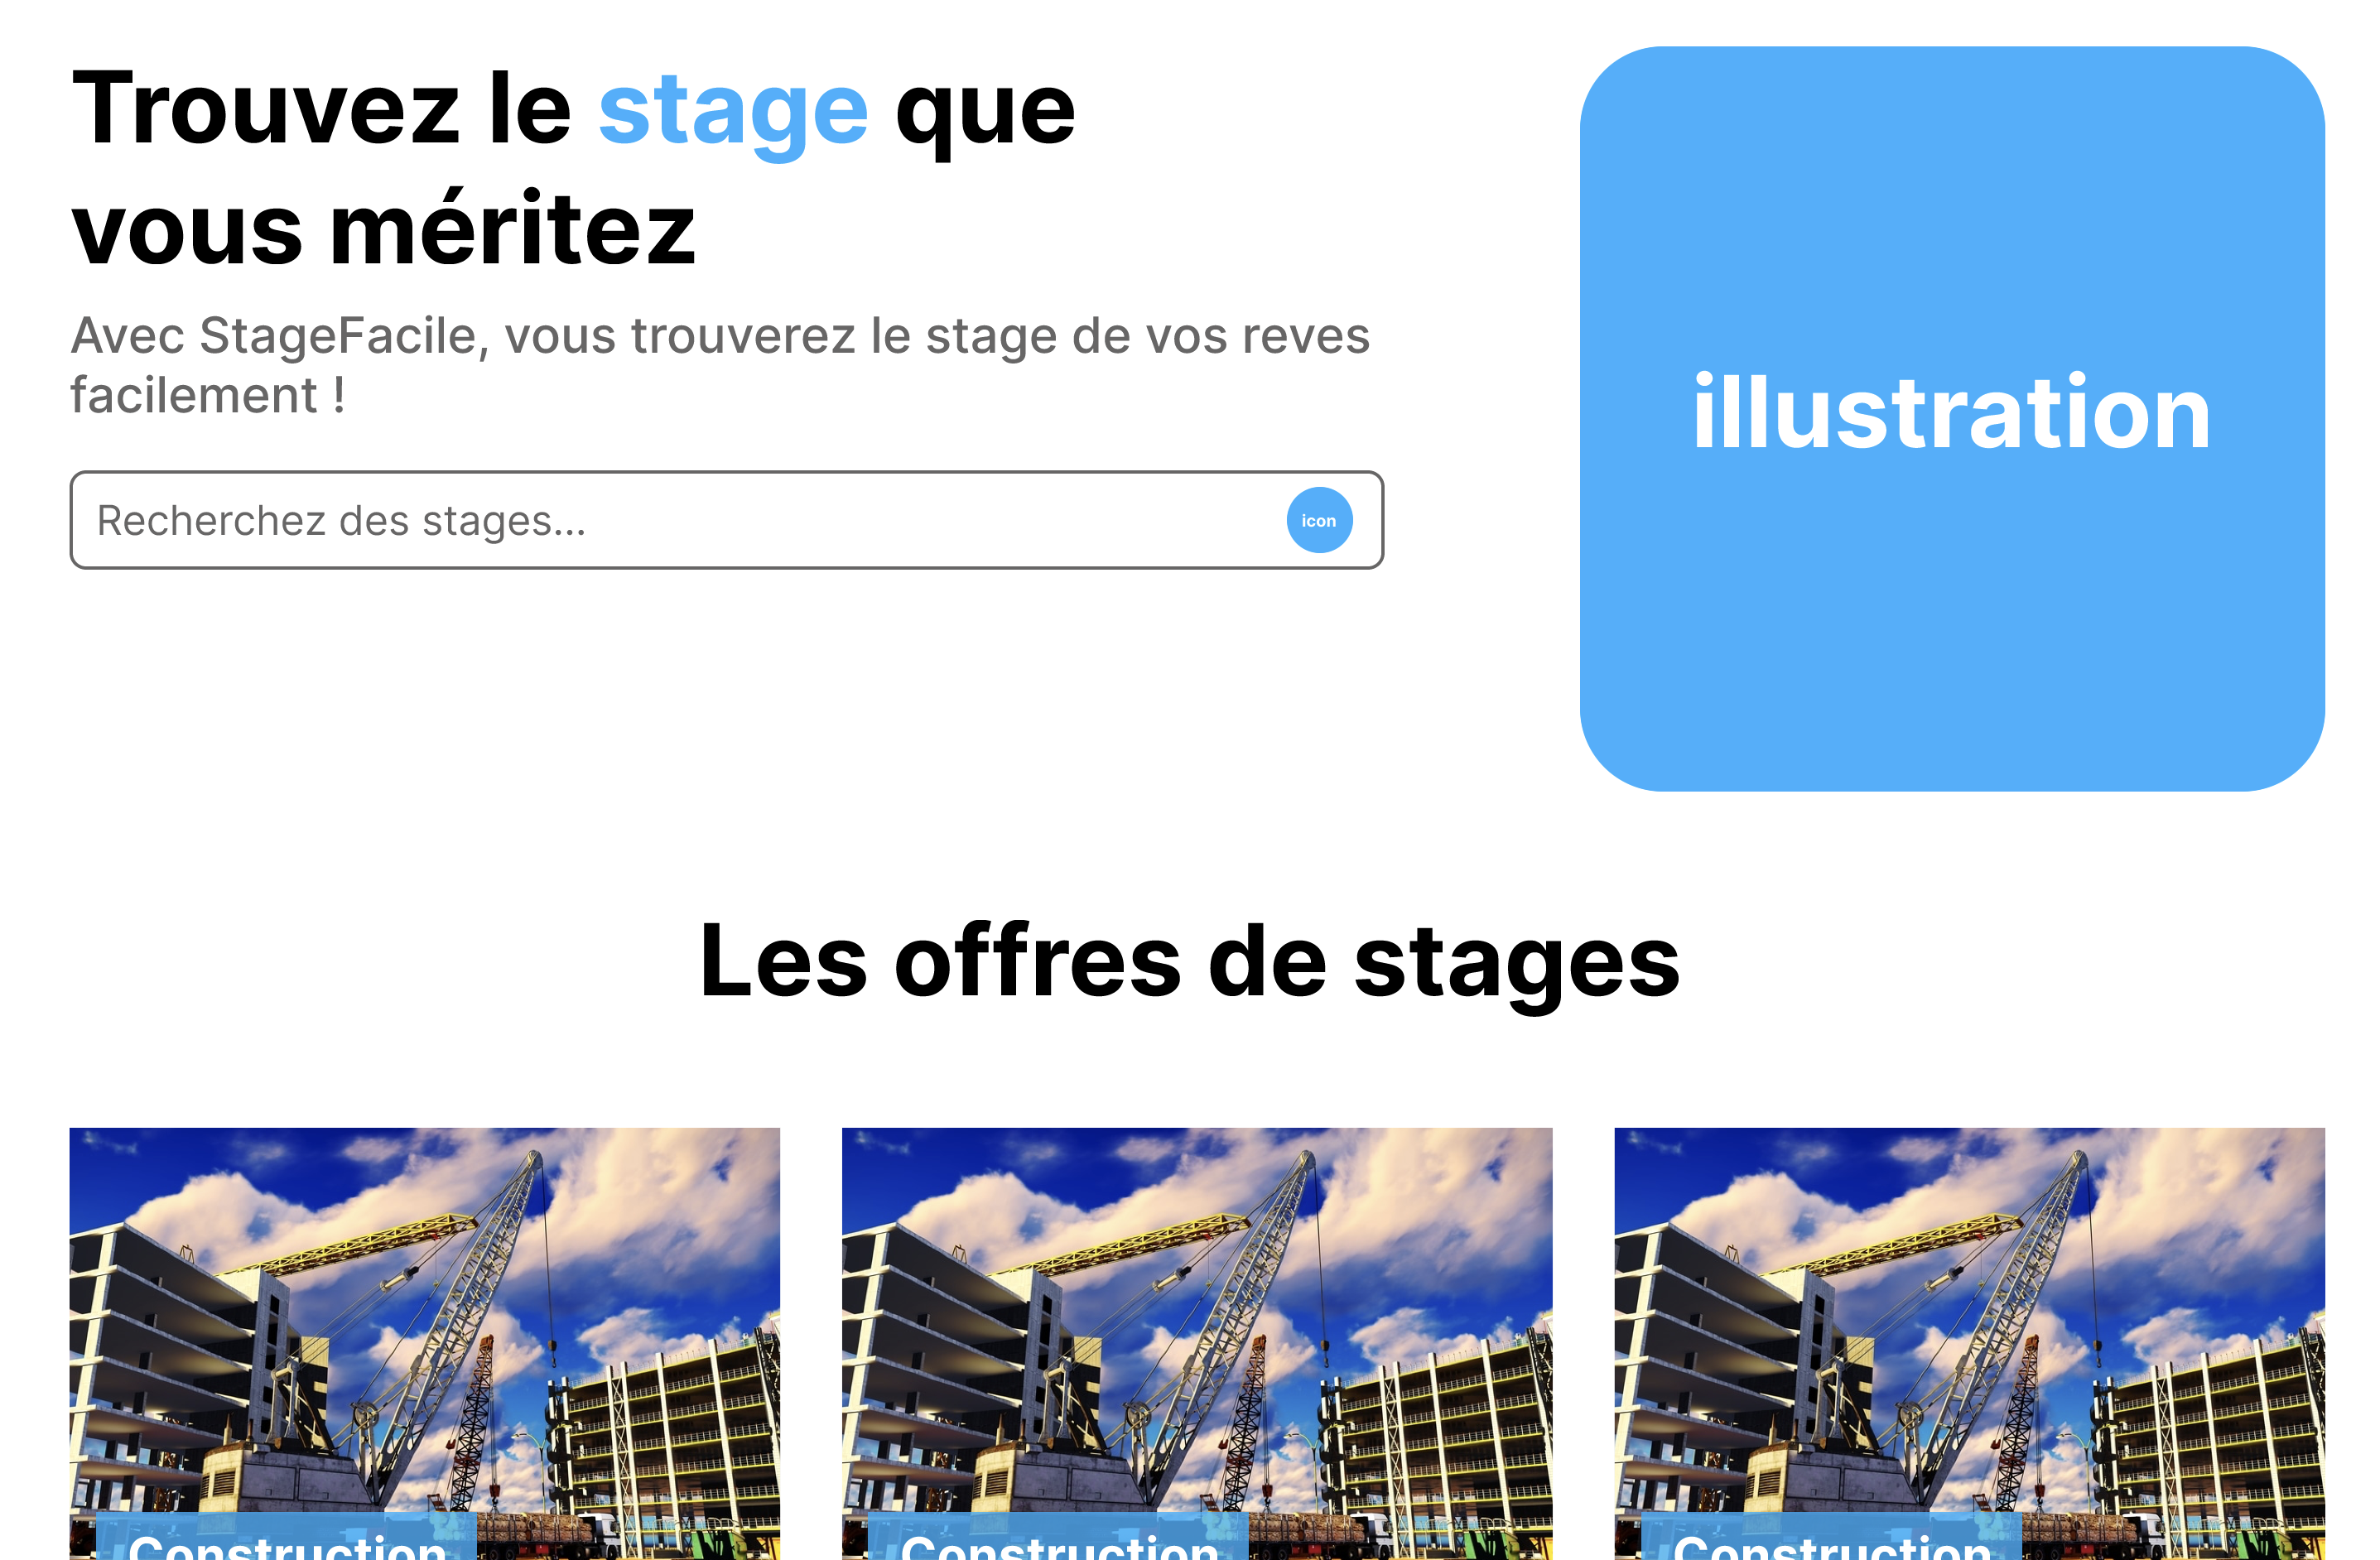 Trouvez le stage que
vous méritez
Avec StageFacile, vous trouverez le stage de vos reves
facilement !
Recherchez des stages...
icon
illustration
Les offres de stages
Construction
Construction
Construction